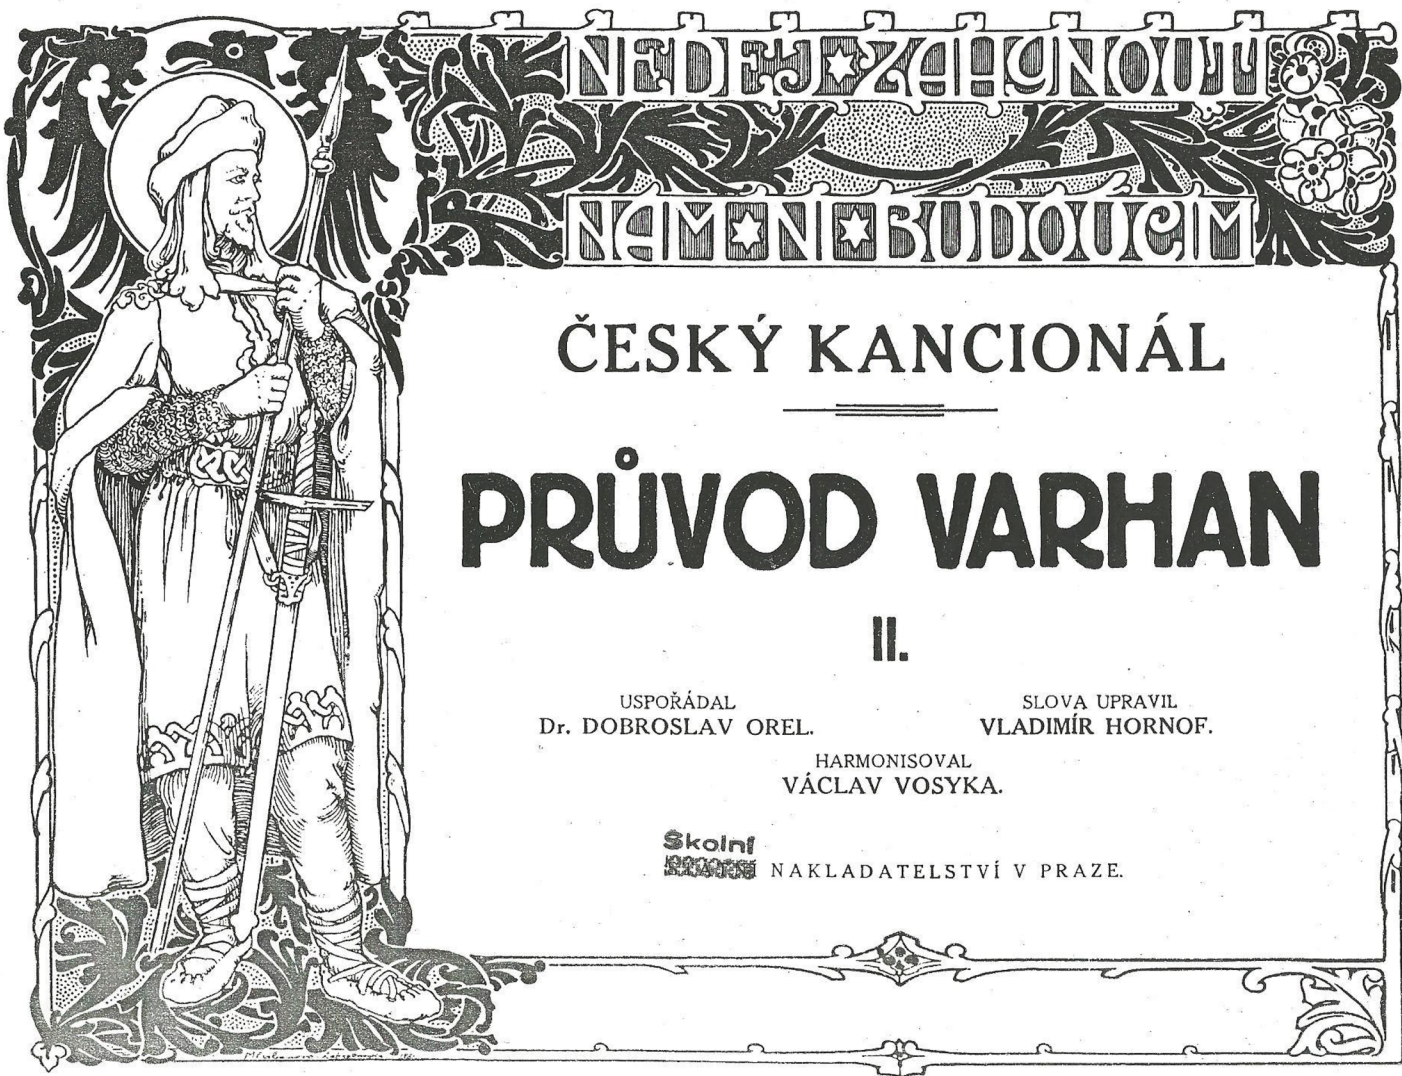 NEDEJ ZAHYNOUT
NÁM NI BUDOUCÍM
ČESKÝ KANCIONÁL
PRŮVOD VARHAN
II.
USPOŘÁDAL
Dr. DOBROSLAV OREL.
SLOVA UPRAVIL
VLADIMÍR HORNOF.
HARMONISOVAL
VÁCLAV VOSYKA.
Školní
NAKLADATELSTVÍ V PRAZE.